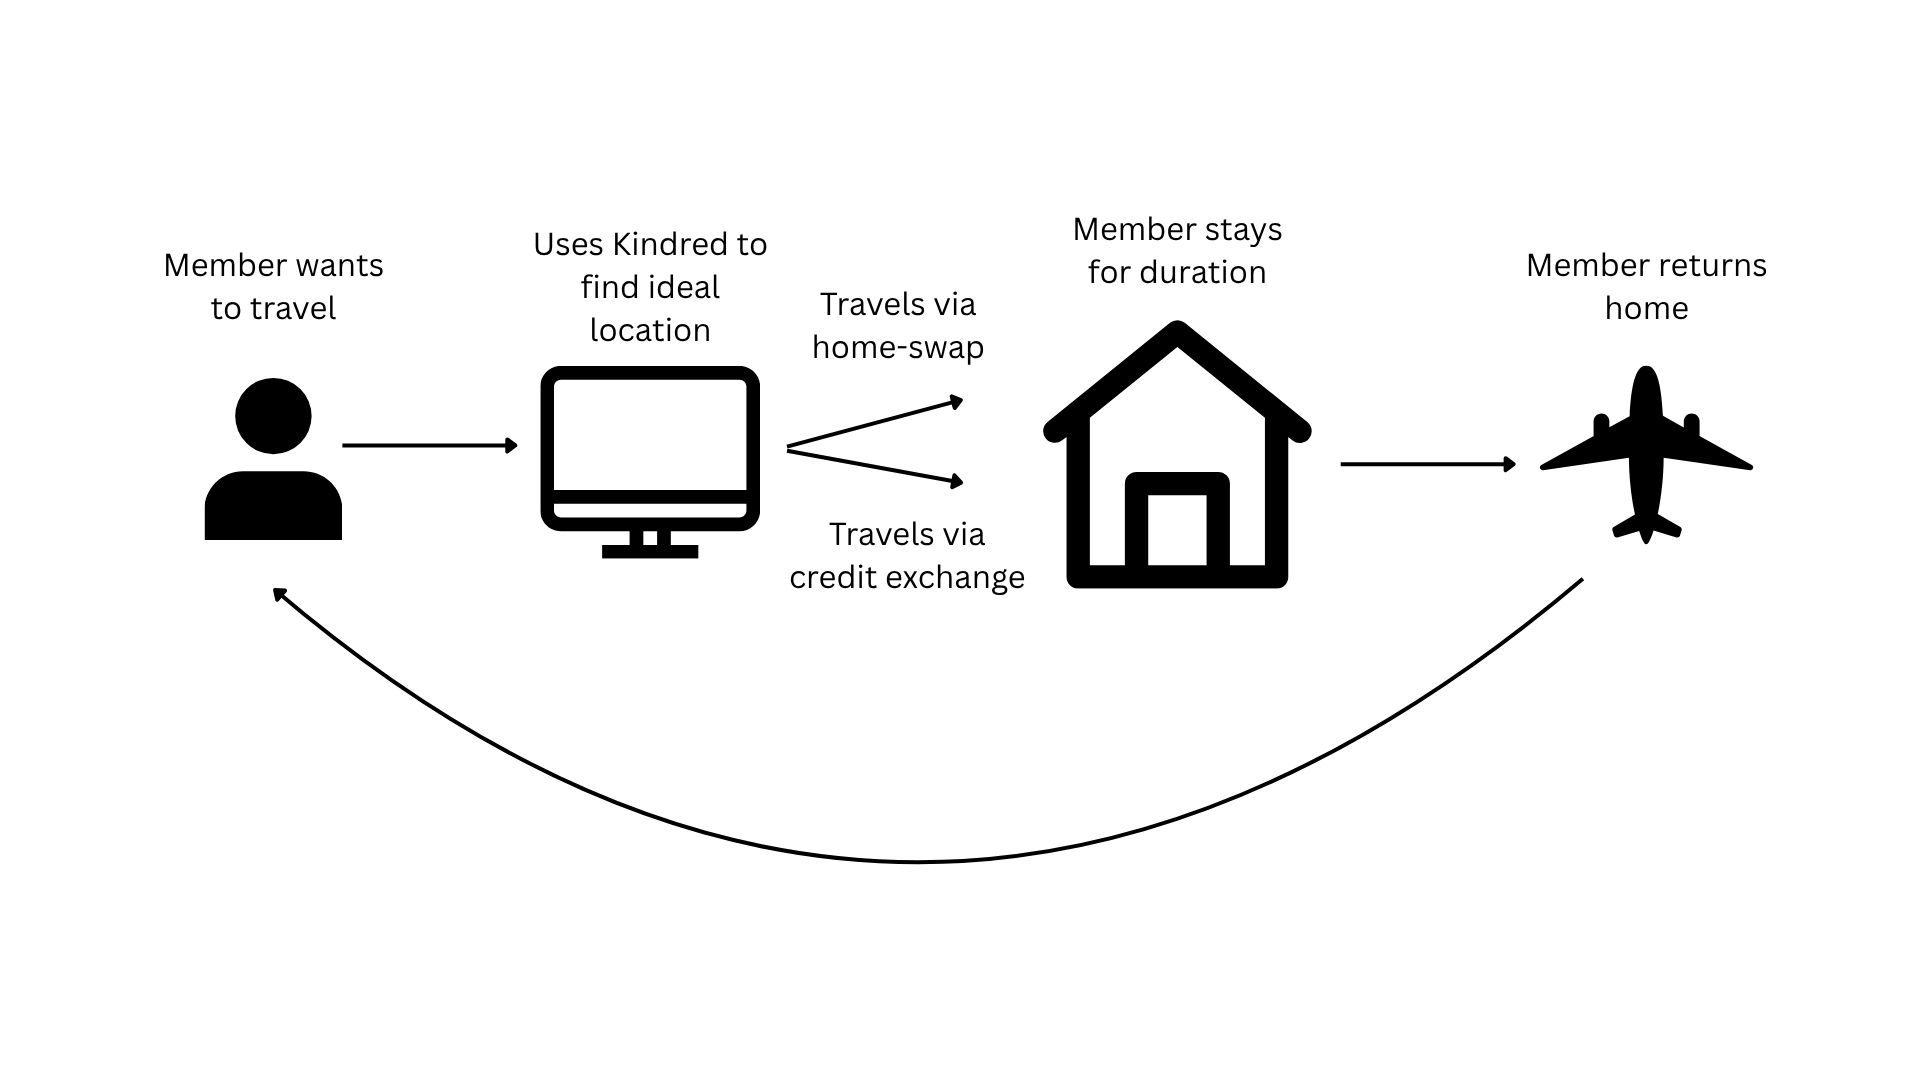 Member wants
to travel
Uses Kindred to
find ideal
location
Travels via
home-swap
Travels via
credit exchange
Member stays
for duration
Member returns
home